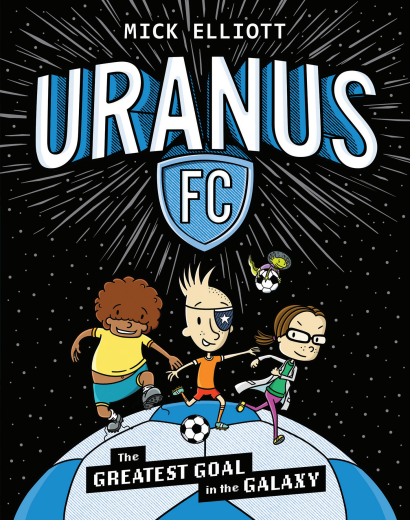 MICK ELLIOTT
URANUS
FC
The
GREATEST GOAL
in the GALAXY